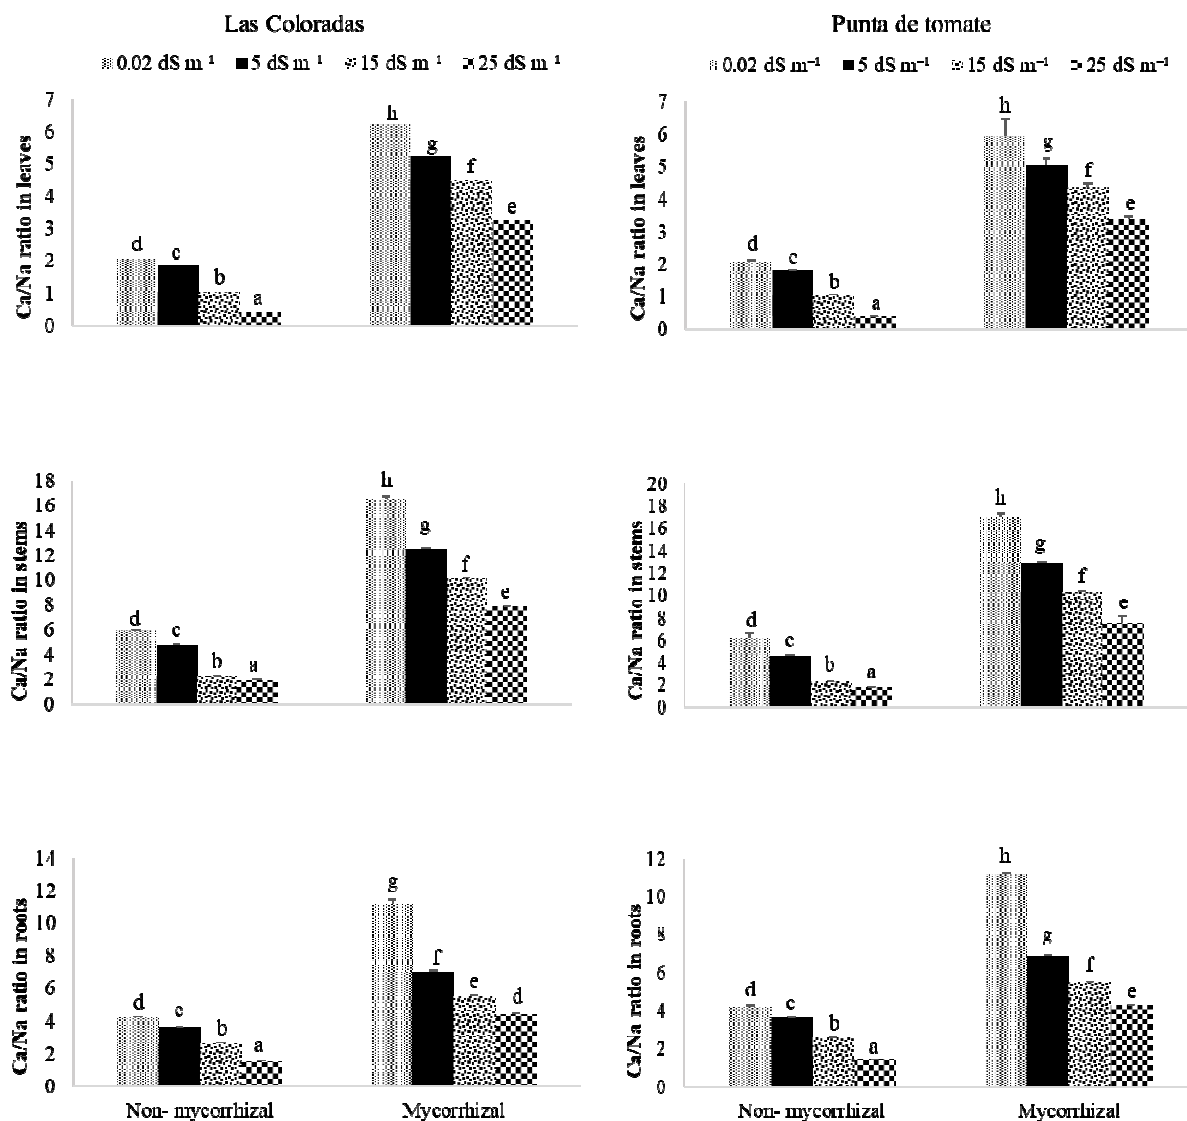 Las Coloradas
0.02 dS m⁻¹ 5 dS m⁻¹ 15 dS m⁻¹ 25 dS m⁻¹
Ca/Na ratio in leaves
7
6
5
4
3
2
1
0
d c b a h g f e
Punta de tomate
0.02 dS m⁻¹ 5 dS m⁻¹ 15 dS m⁻¹ 25 dS m⁻¹
Ca/Na ratio in leaves
7
6
5
4
3
2
1
0
d c b a h g f e
Ca/Na ratio in stems
18
16
14
12
10
8
6
4
2
0
d c b a h g f e
Ca/Na ratio in stems
20
18
16
14
12
10
8
6
4
2
0
d c b a h g f e
Ca/Na ratio in roots
14
12
10
8
6
4
2
0
d c b a g f e d
Non- mycorrhizal Mycorrhizal
Ca/Na ratio in roots
12
10
8
6
4
2
0
d c b a h g f e
Non- mycorrhizal Mycorrhizal